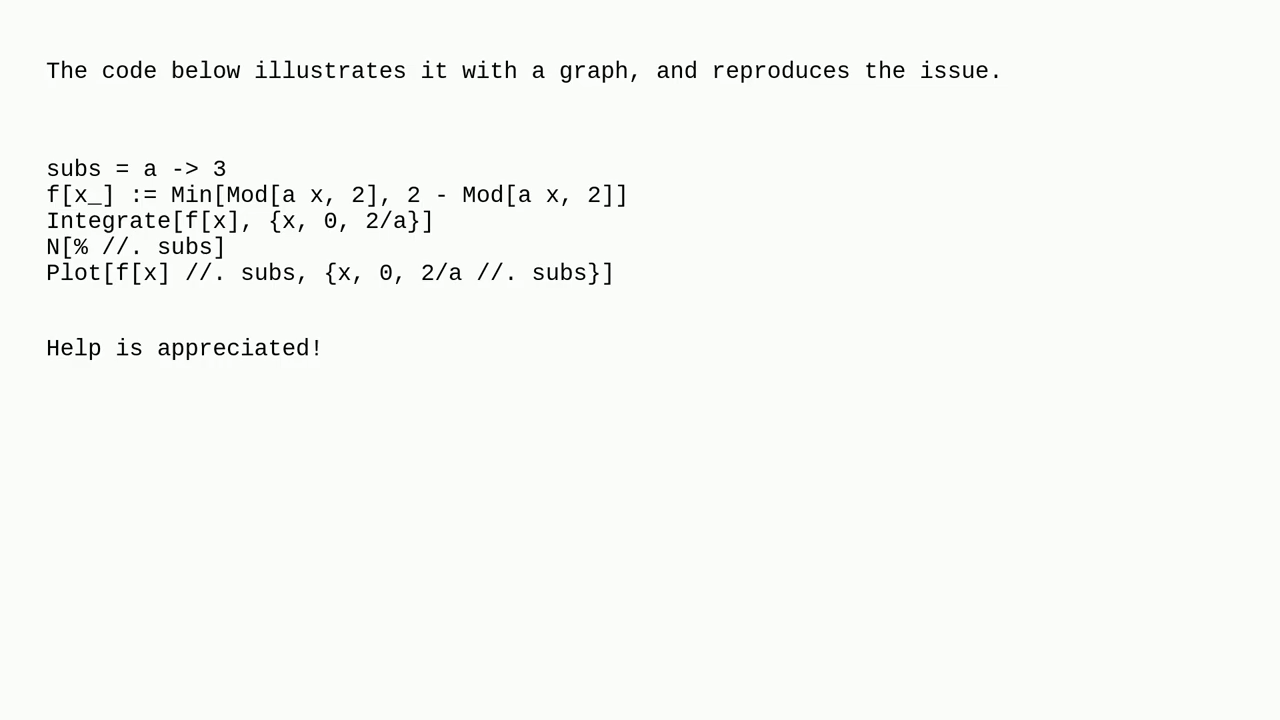 The code below illustrates it with a graph, and reproduces the issue.
subs = a -> 3
f[x_] := Min[Mod[a x, 2], 2 - Mod[a x, 2]]
Integrate[f[x], {x, 0, 2/a}]
N[% //. subs]
Plot[f[x] //. subs, {x, 0, 2/a //. subs}]
Help is appreciated!